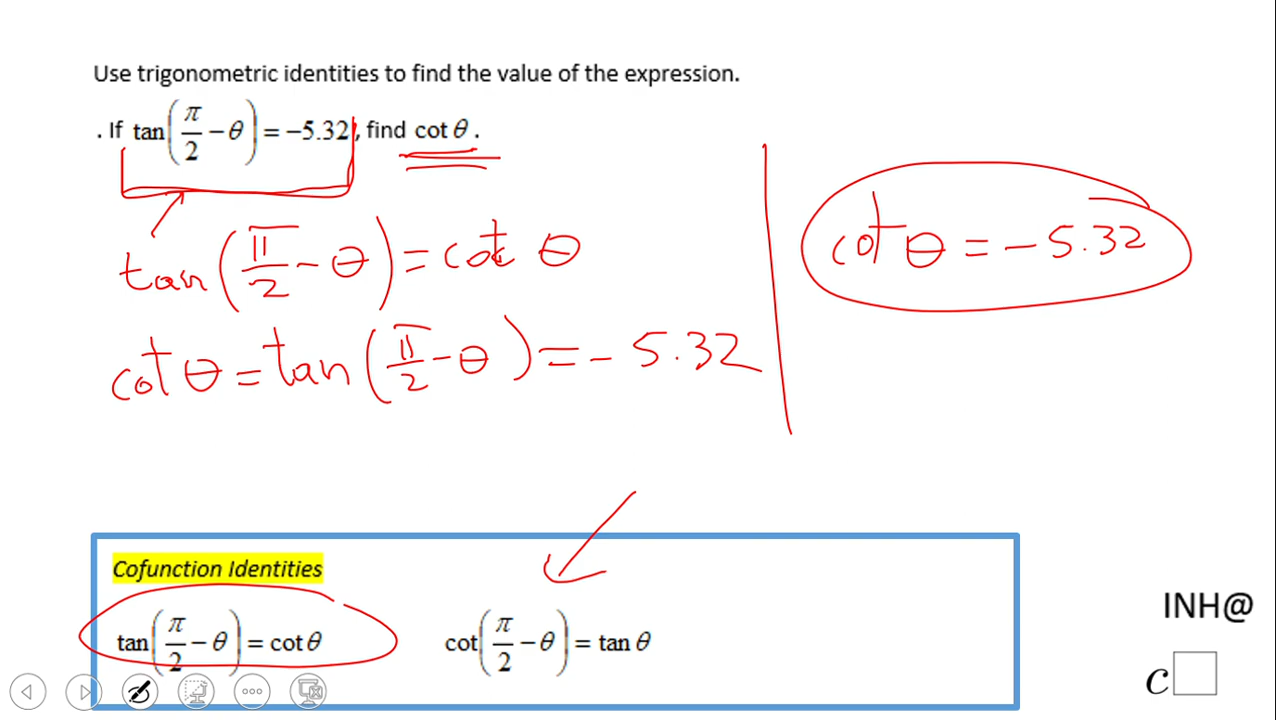 Use trigonometric identities to find the value of the expression.
. If tan(π/2 − θ) = −5.32, find cot θ .
tan(π/2 − θ) = cot θ
cot θ = tan(π/2 − θ) = − 5.32
cot θ = − 5.32
Cofunction Identities
tan(π/2 − θ) = cot θ
cot(π/2 − θ) = tan θ
INH@
c